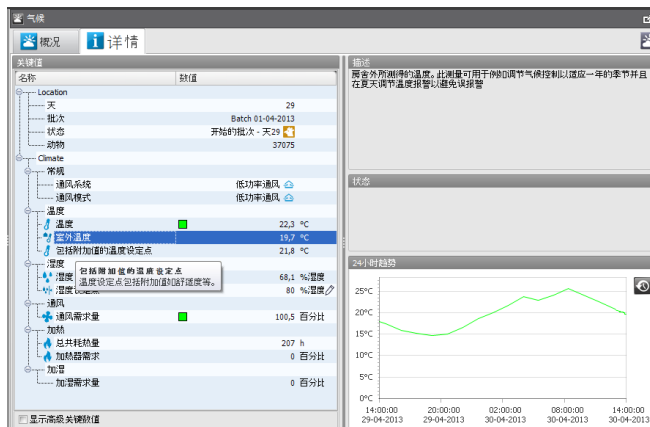 气候
概况
详情
关键值
名称 数值
Location
天 29
批次 Batch 01-04-2013
状态 开始的批次 - 天29
动物 37075
Climate
常规
通风系统 低功率通风
通风模式 低功率通风
温度
温度 22,3 °C
室外温度 19,7 °C
包括附加值的温度设定点 21,8 °C
湿度
湿度 68,1 %湿度
湿度 80 %湿度
包括附加值的温度设定点
温度设定点包括附加值如舒适度等。
通风
通风需求量 100,5 百分比
加热
总共耗热量 207 h
加热器需求 0 百分比
加湿
加湿需求量 0 百分比
显示高级关键数值
描述
房舍外所测得的温度。此测量可用于例如调节气候控制以适应一年的季节并且
在夏天调节温度报警以避免误报警
状态
24小时趋势
25°C
20°C
15°C
10°C
5°C
0°C
14:00:00 20:00:00 02:00:00 08:00:00 14:00:00
29-04-2013 29-04-2013 30-04-2013 30-04-2013 30-04-2013